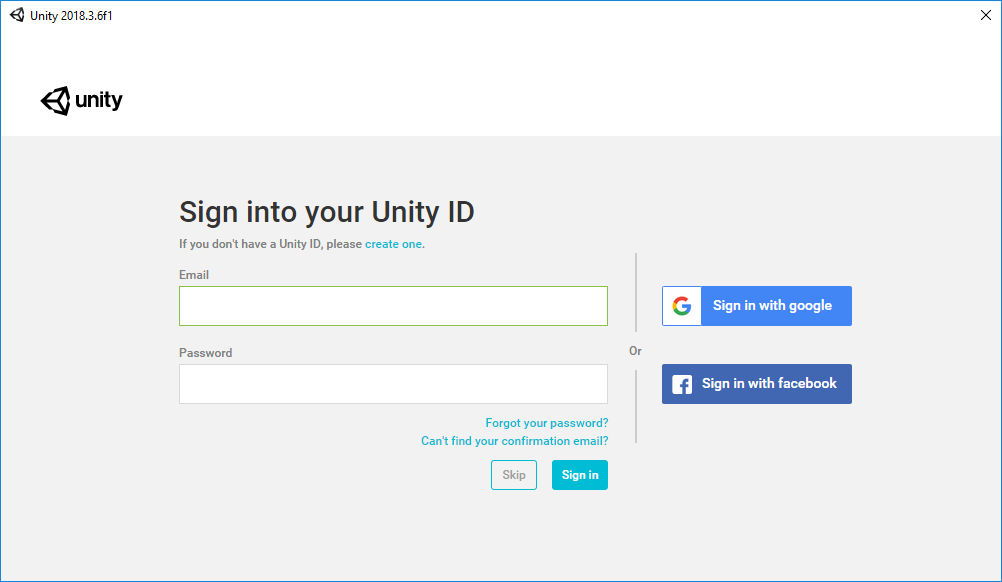 Unity 2018.3.6f1
unity
Sign into your Unity ID
If you don't have a Unity ID, please create one.
Email
Password
Forgot your password?
Can't find your confirmation email?
Skip
Sign in
Or
Sign in with google
Sign in with facebook